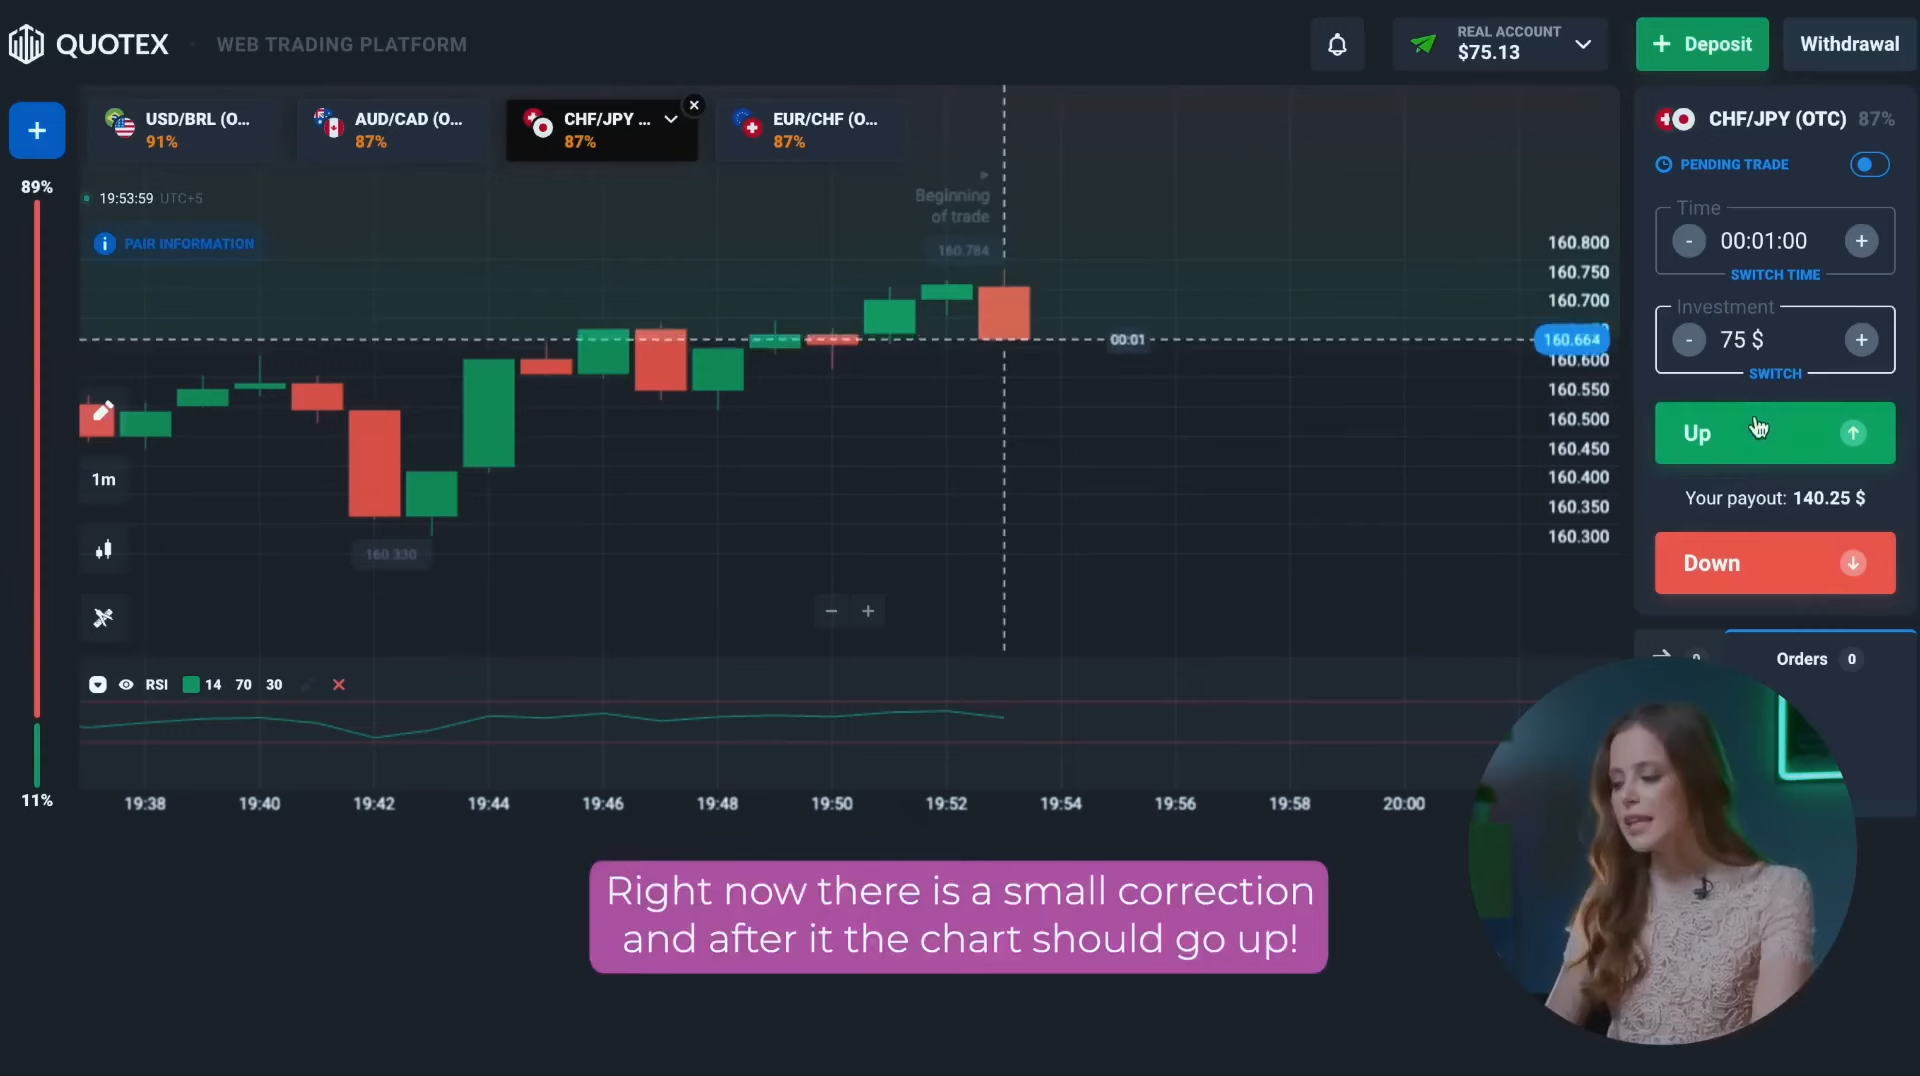 QUOTEX
WEB TRADING PLATFORM
REAL ACCOUNT
$75.13
+ Deposit
Withdrawal
+
89%
11%
USD/BRL (O...
91%
AUD/CAD (O...
87%
CHF/JPY ...
87%
EUR/CHF (O...
87%
19:53:59 UTC+5
PAIR INFORMATION
Beginning
of trade
160.784
160.800
160.750
160.700
160.664
160.600
160.550
160.500
160.450
160.400
160.350
160.300
00:01
160.330
1m
RSI 14 70 30
19:38 19:40 19:42 19:44 19:46 19:48 19:50 19:52 19:54 19:56 19:58 20:00
CHF/JPY (OTC) 87%
PENDING TRADE
Time
- 00:01:00 +
SWITCH TIME
Investment
- 75 $ +
SWITCH
Up
Your payout: 140.25 $
Down
Orders 0
Right now there is a small correction
and after it the chart should go up!